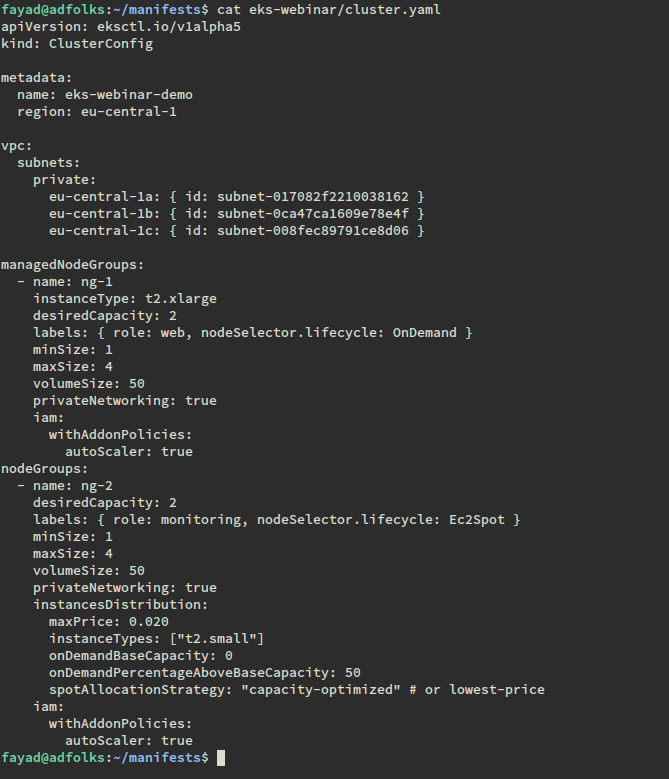 fayad@adfolks:~/manifests$ cat eks-webinar/cluster.yaml
apiVersion: eksctl.io/v1alpha5
kind: ClusterConfig

metadata:
  name: eks-webinar-demo
  region: eu-central-1

vpc:
  subnets:
    private:
      eu-central-1a: { id: subnet-017082f2210038162 }
      eu-central-1b: { id: subnet-0ca47ca1609e78e4f }
      eu-central-1c: { id: subnet-008fec89791ce8d06 }

managedNodeGroups:
  - name: ng-1
    instanceType: t2.xlarge
    desiredCapacity: 2
    labels: { role: web, nodeSelector.lifecycle: OnDemand }
    minSize: 1
    maxSize: 4
    volumeSize: 50
    privateNetworking: true
    iam:
      withAddonPolicies:
        autoScaler: true
nodeGroups:
  - name: ng-2
    desiredCapacity: 2
    labels: { role: monitoring, nodeSelector.lifecycle: Ec2Spot }
    minSize: 1
    maxSize: 4
    volumeSize: 50
    privateNetworking: true
    instancesDistribution:
      maxPrice: 0.020
      instanceTypes: ["t2.small"]
      onDemandBaseCapacity: 0
      onDemandPercentageAboveBaseCapacity: 50
      spotAllocationStrategy: "capacity-optimized" # or lowest-price
    iam:
      withAddonPolicies:
        autoScaler: true
fayad@adfolks:~/manifests$